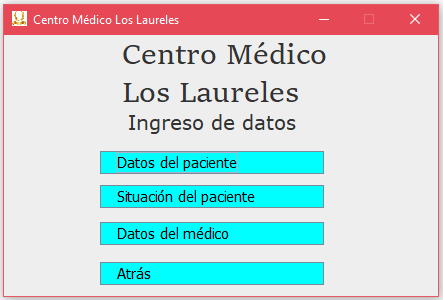 Centro Médico Los Laureles
Centro Médico
Los Laureles
Ingreso de datos
Datos del paciente
Situación del paciente
Datos del médico
Atrás